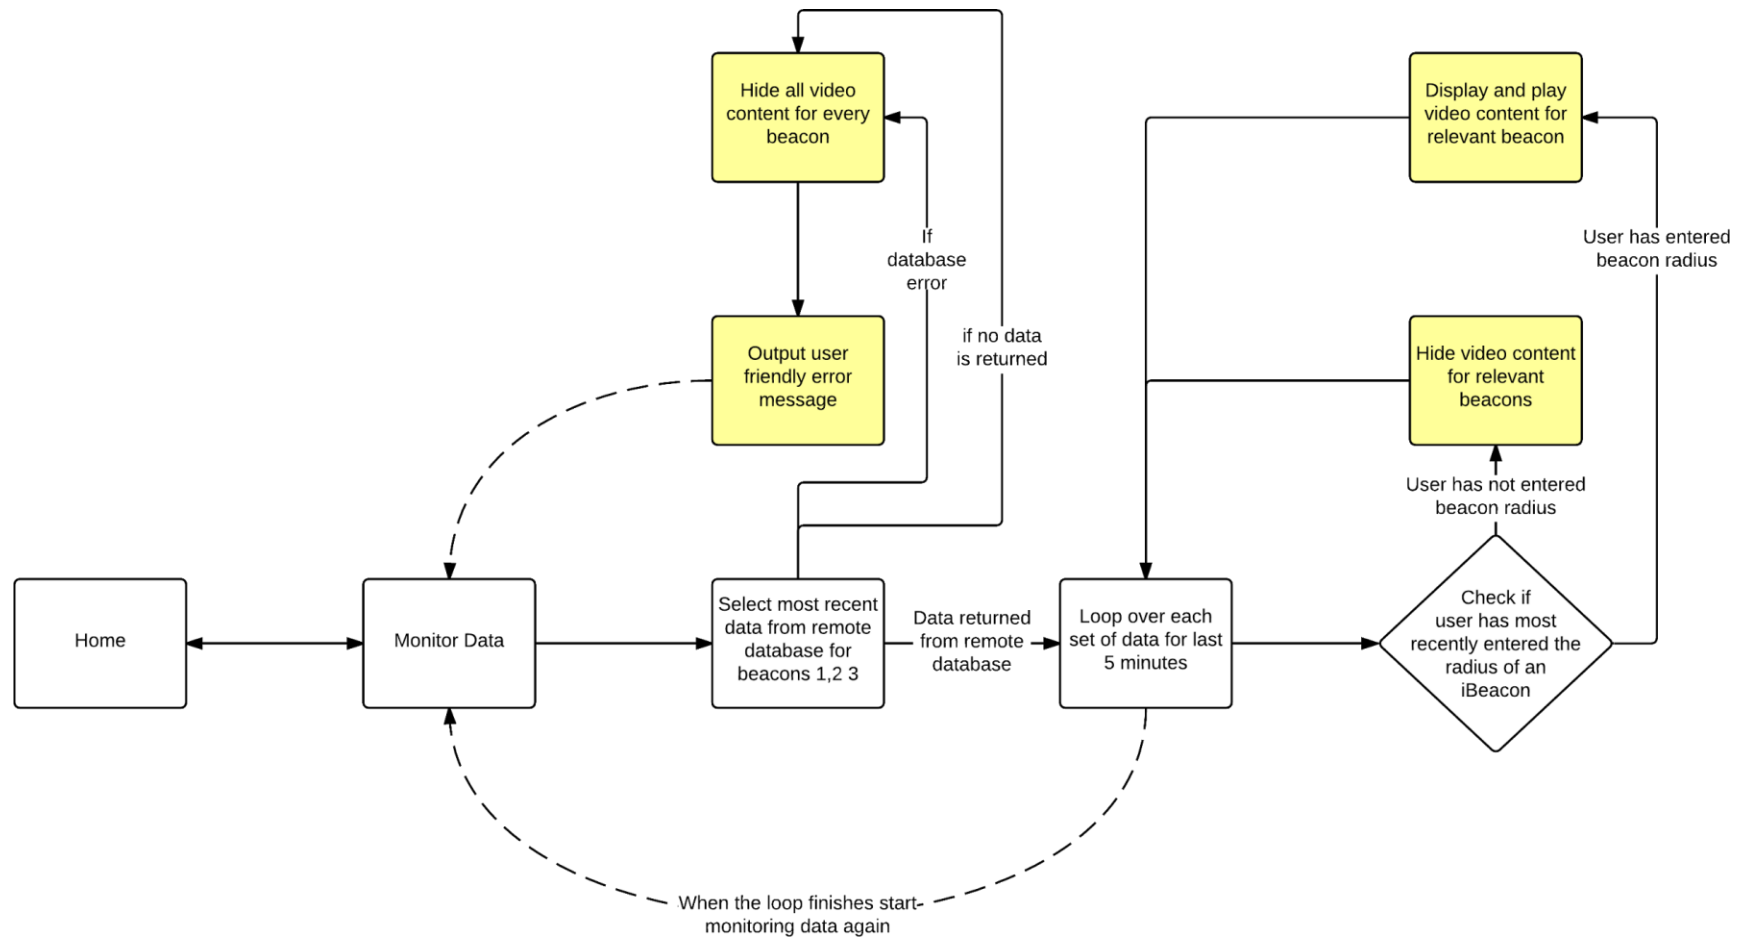 Hide all video
content for every
beacon
Display and play
video content for
relevant beacon
If
database
error
User has entered
beacon radius
if no data
is returned
Output user
friendly error
message
Hide video content
for relevant
beacons
User has not entered
beacon radius
Home
Monitor Data
Select most recent
data from remote
database for
beacons 1,2 3
Data returned
from remote
database
Loop over each
set of data for last
5 minutes
Check if
user has most
recently entered the
radius of an
iBeacon
When the loop finishes start
monitoring data again